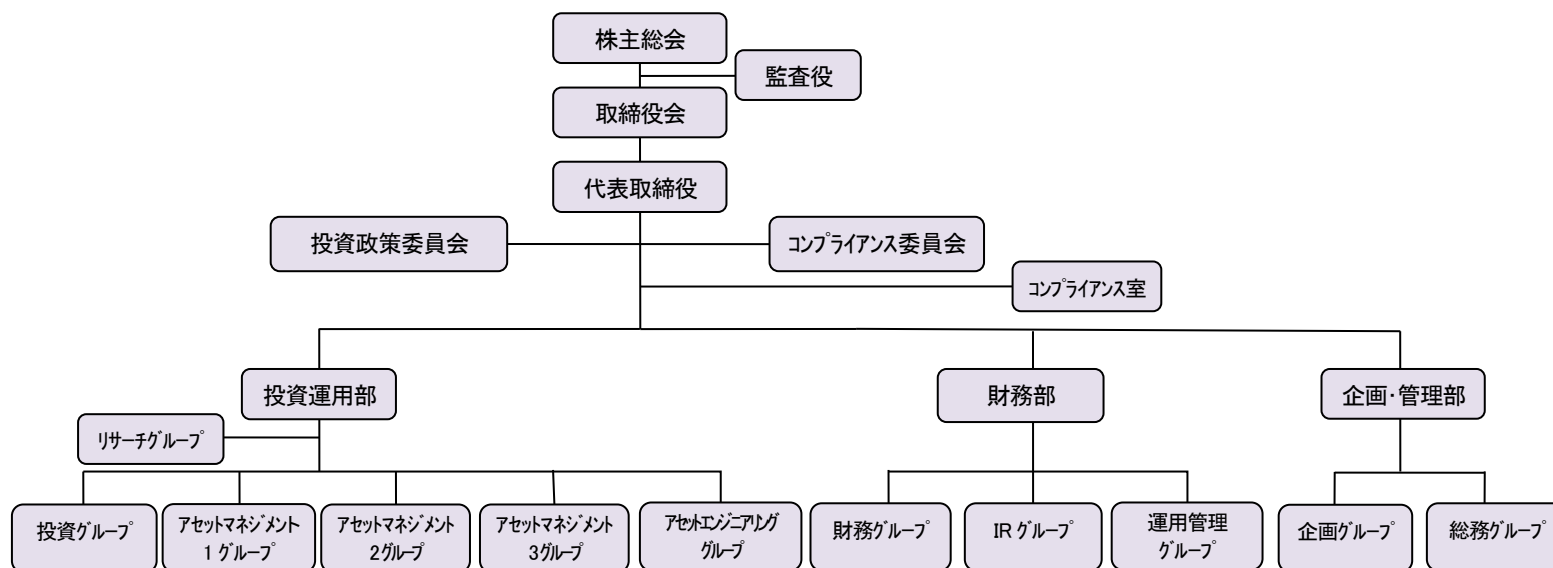 株主総会
監査役
取締役会
代表取締役
投資政策委員会
コンプライアンス委員会
コンプライアンス室
投資運用部
財務部
企画・管理部
リサーチグループ
投資グループ
アセットマネジメント
1グループ
アセットマネジメント
2グループ
アセットマネジメント
3グループ
アセットエンジニアリング
グループ
財務グループ
IR グループ
運用管理
グループ
企画グループ
総務グループ